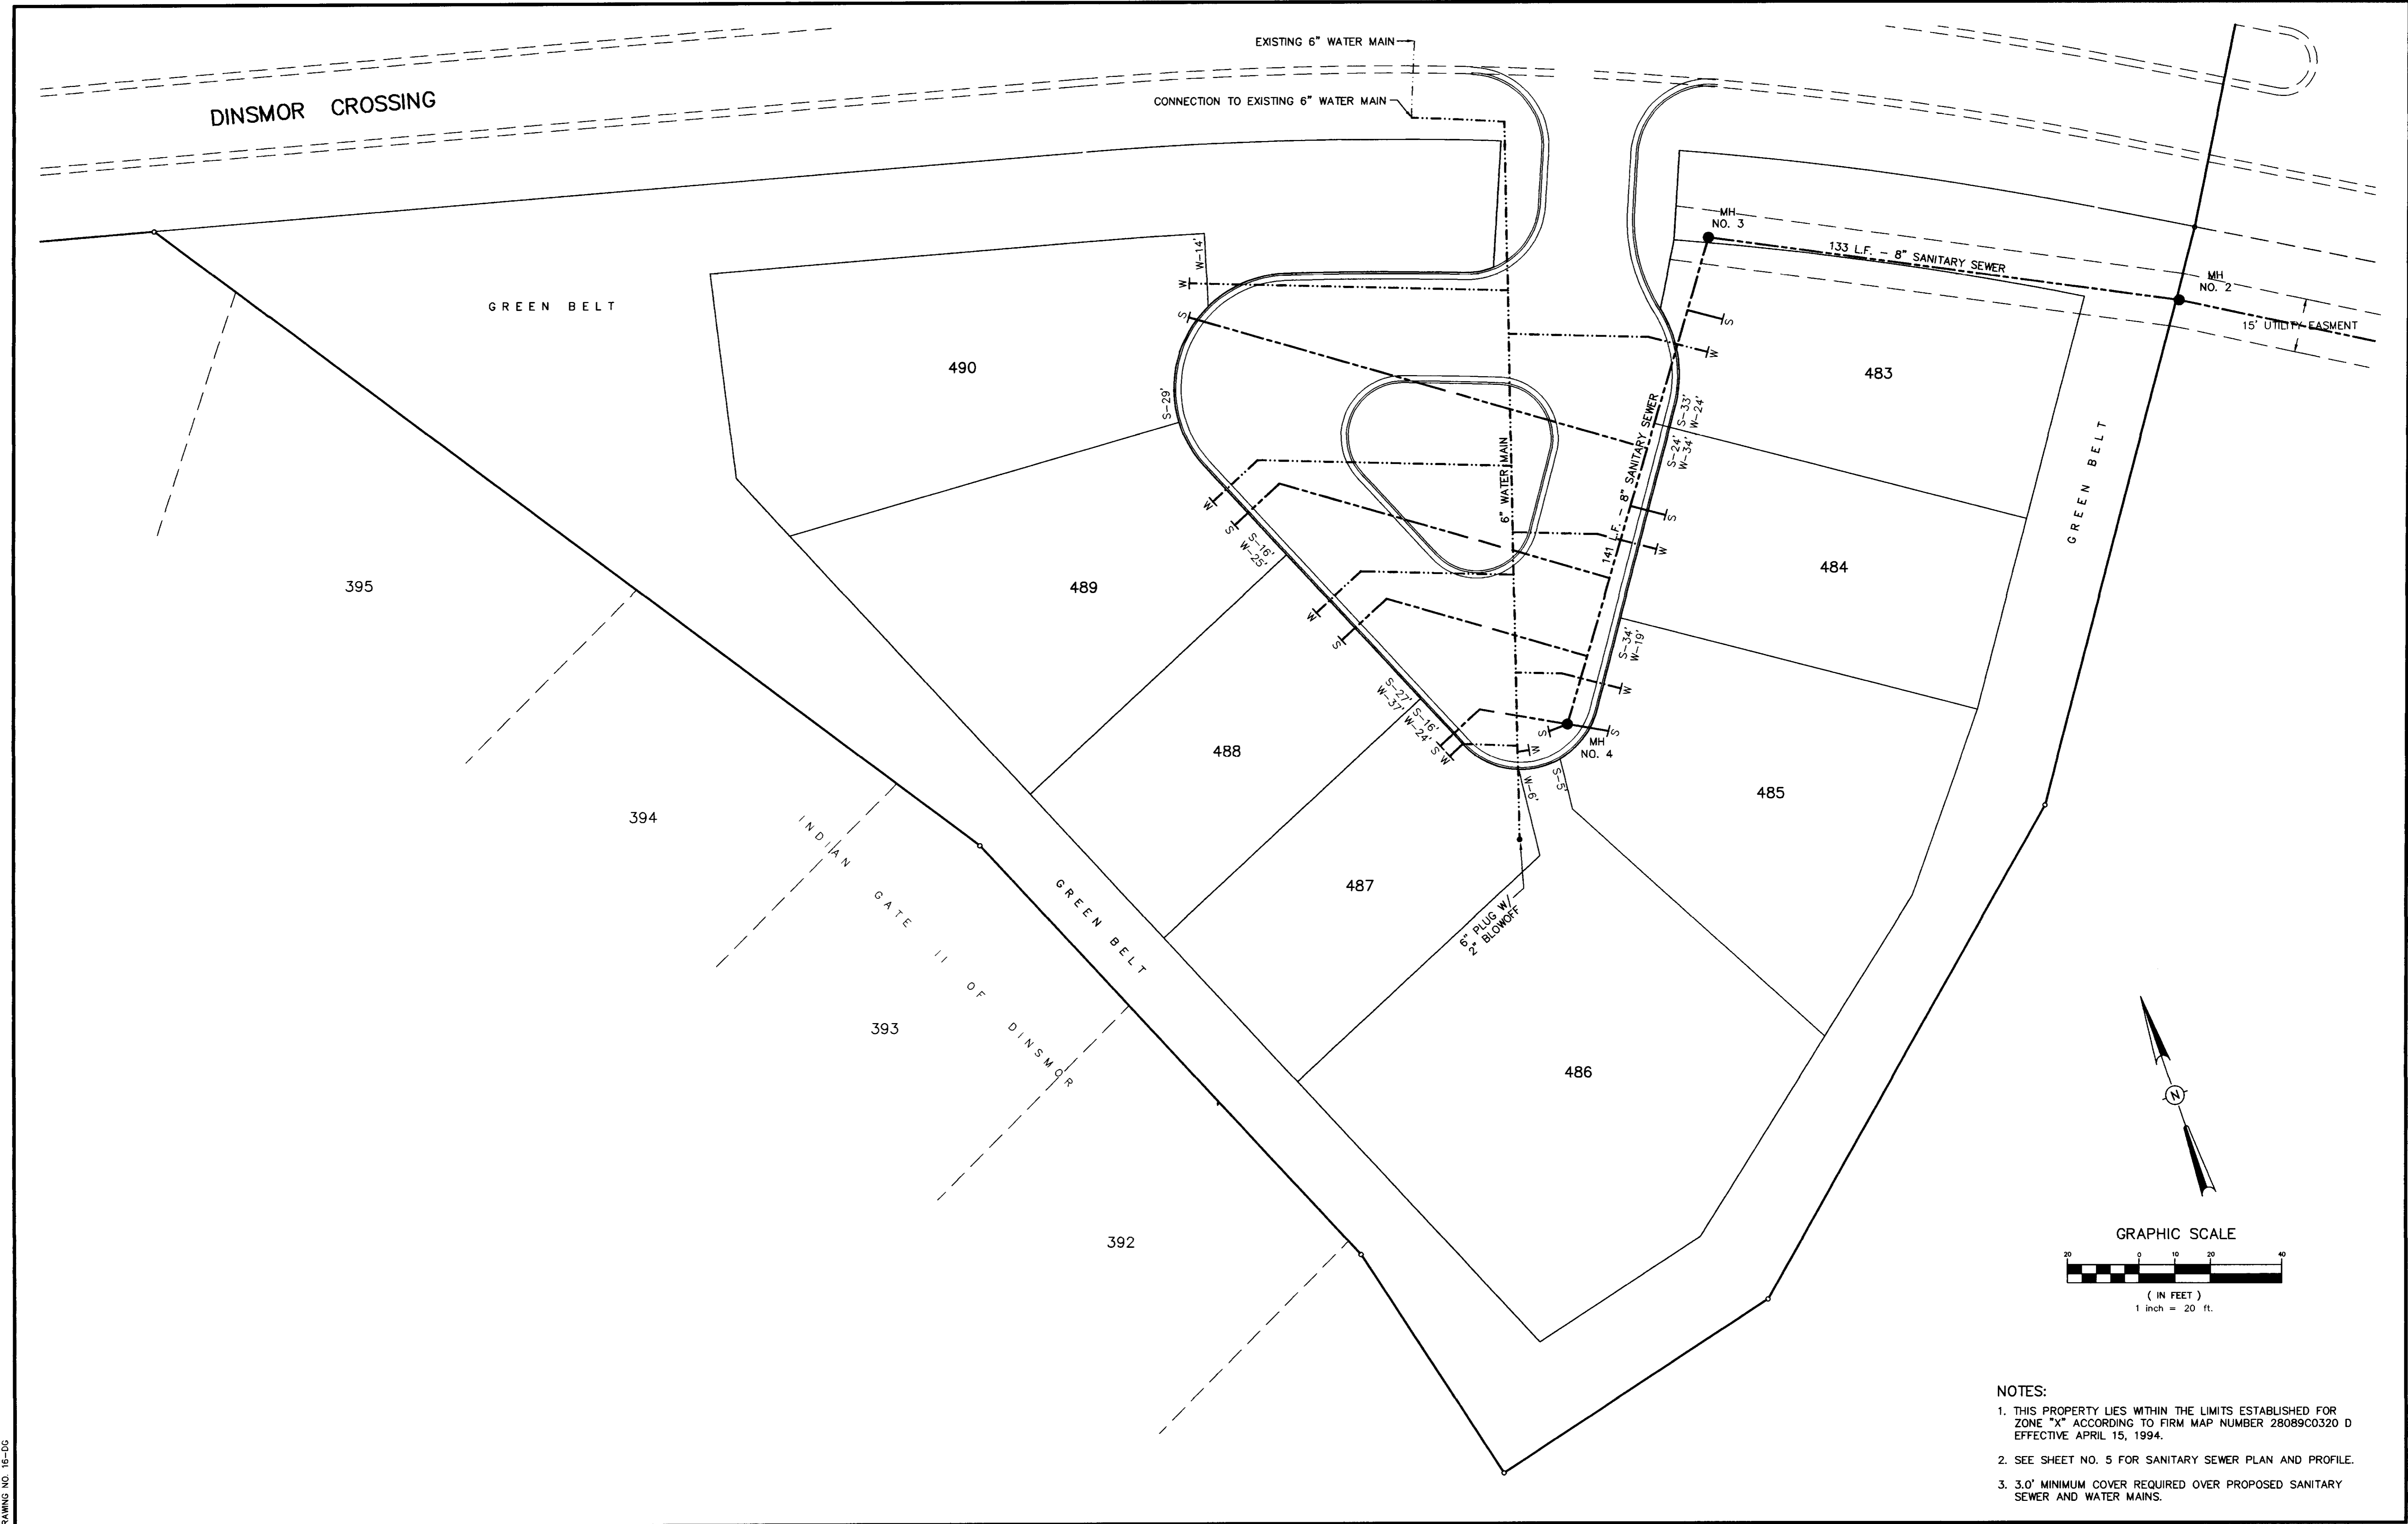 EXISTING 6" WATER MAIN
DINSMOR CROSSING
CONNECTION TO EXISTING 6" WATER MAIN
MH
NO. 3
133 L.F. - 8" SANITARY SEWER
MH
NO. 2
15' UTILITY EASMENT
W-14'
W
S
S
W
GREEN BELT
490
483
S-29'
S-33'
W-24'
S-24'
W-34'
141 L.F. - 8" SANITARY SEWER
6" WATER MAIN
GREEN BELT
W
S
S
W
S-16'
W-25'
395
489
484
W
S
S-34'
W-19'
W
S-27'
W-37'
S-16'
W-24'
S
W
W
S
S
MH
NO. 4
488
W-6'
S-5'
485
394
INDIAN GATE II OF DINSMOR
GREEN BELT
487
6" PLUG W/
2" BLOWOFF
393
486
N
392
GRAPHIC SCALE
20 0 10 20 40
( IN FEET )
1 inch = 20 ft.
NOTES:
1. THIS PROPERTY LIES WITHIN THE LIMITS ESTABLISHED FOR
ZONE "X" ACCORDING TO FIRM MAP NUMBER 28089C0320 D
EFFECTIVE APRIL 15, 1994.
2. SEE SHEET NO. 5 FOR SANITARY SEWER PLAN AND PROFILE.
3. 3.0' MINIMUM COVER REQUIRED OVER PROPOSED SANITARY
SEWER AND WATER MAINS.
RAWING NO. 16-DG